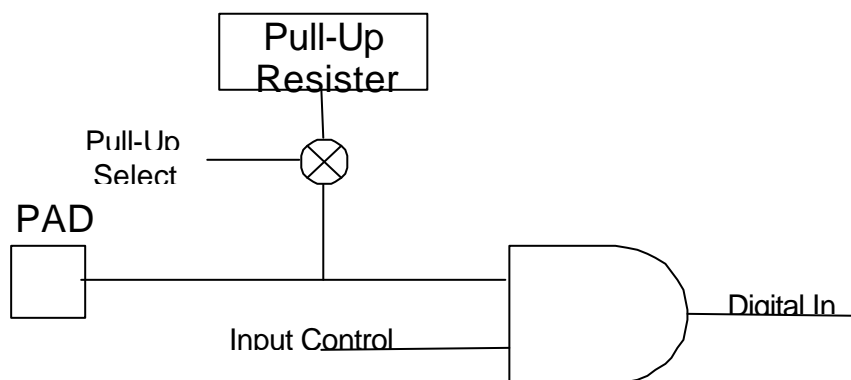 Pull-Up
Resister
Pull-Up
Select
PAD
Digital In
Input Control